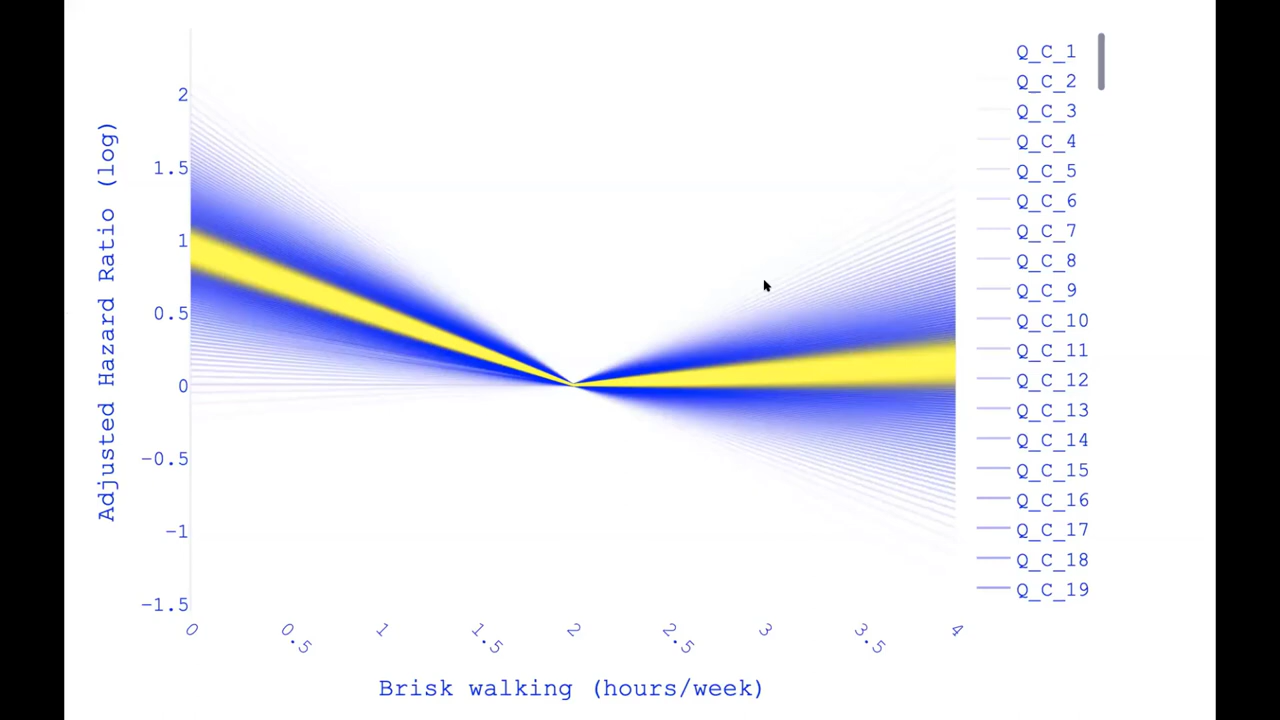 Adjusted Hazard Ratio (log)
2
1.5
1
0.5
0
−0.5
−1
−1.5
0
0.5
1
1.5
2
2.5
3
3.5
4
Brisk walking (hours/week)
Q_C_1
Q_C_2
Q_C_3
Q_C_4
Q_C_5
Q_C_6
Q_C_7
Q_C_8
Q_C_9
Q_C_10
Q_C_11
Q_C_12
Q_C_13
Q_C_14
Q_C_15
Q_C_16
Q_C_17
Q_C_18
Q_C_19